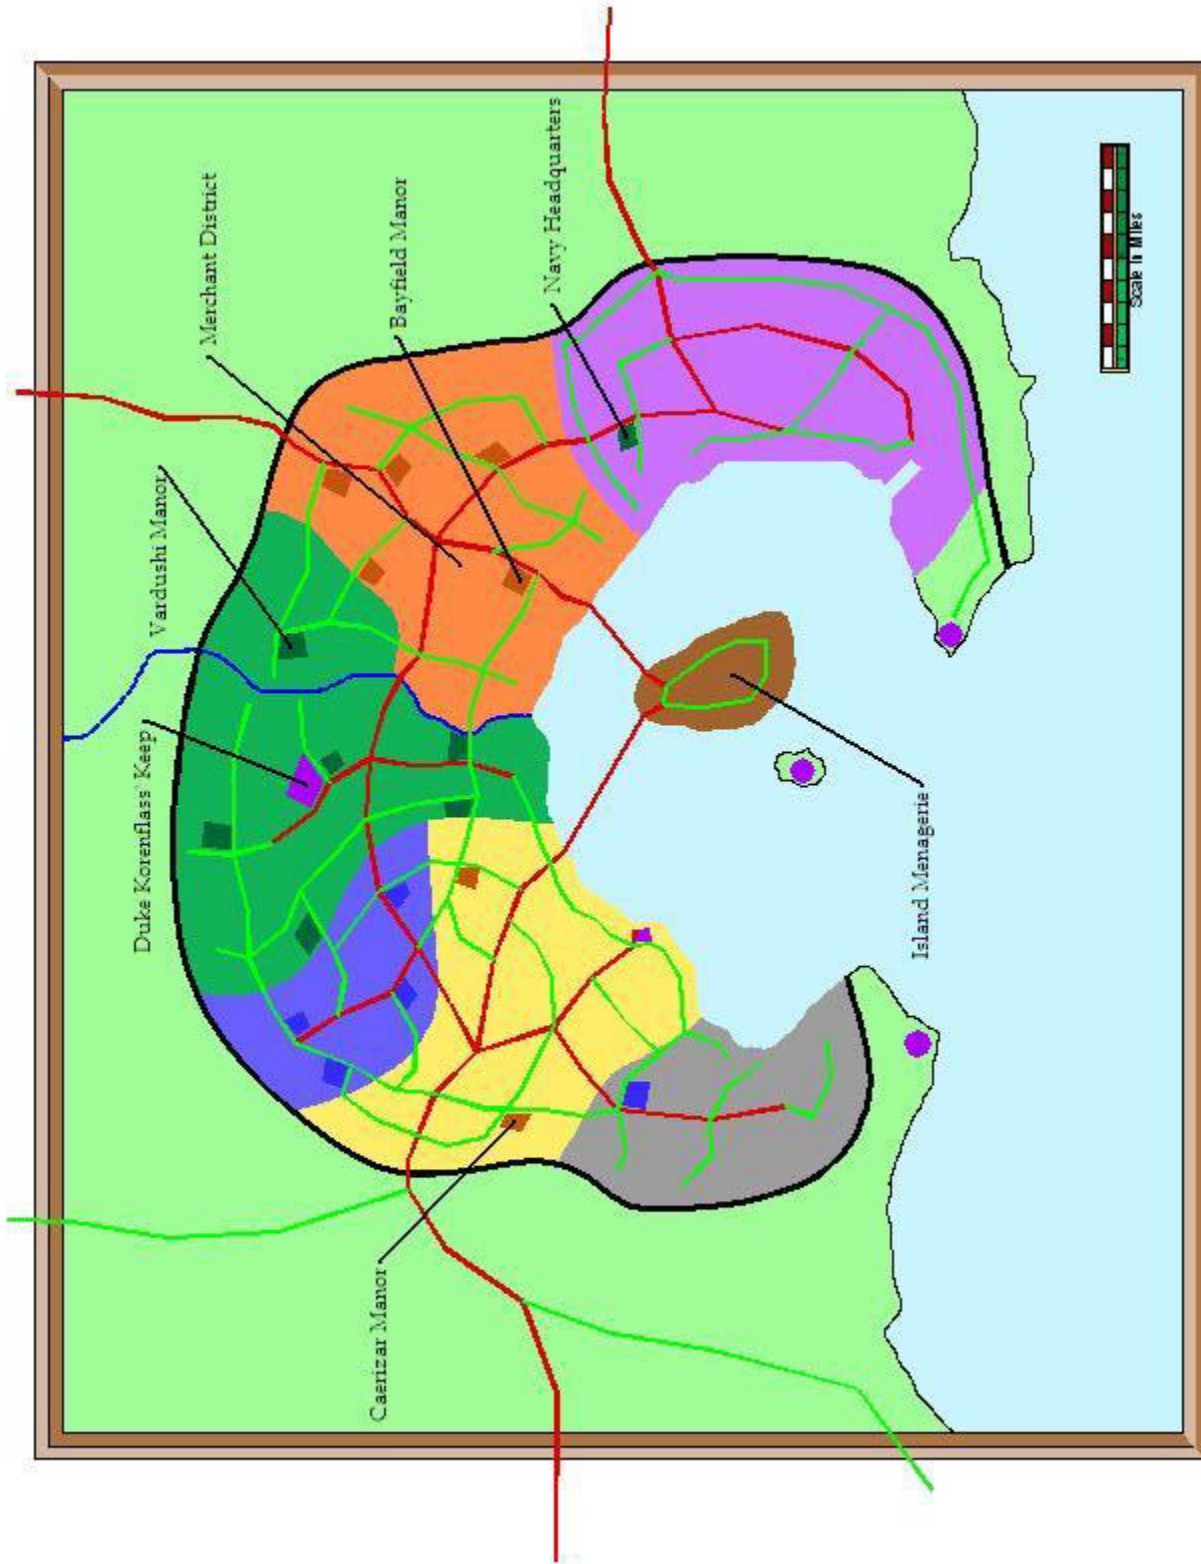 Merchant District
Bayfield Manor
Navy Headquarters
Vardushi Manor
Duke Korenflass' Keep
Caerizar Manor
Island Menagerie
Scale in Miles